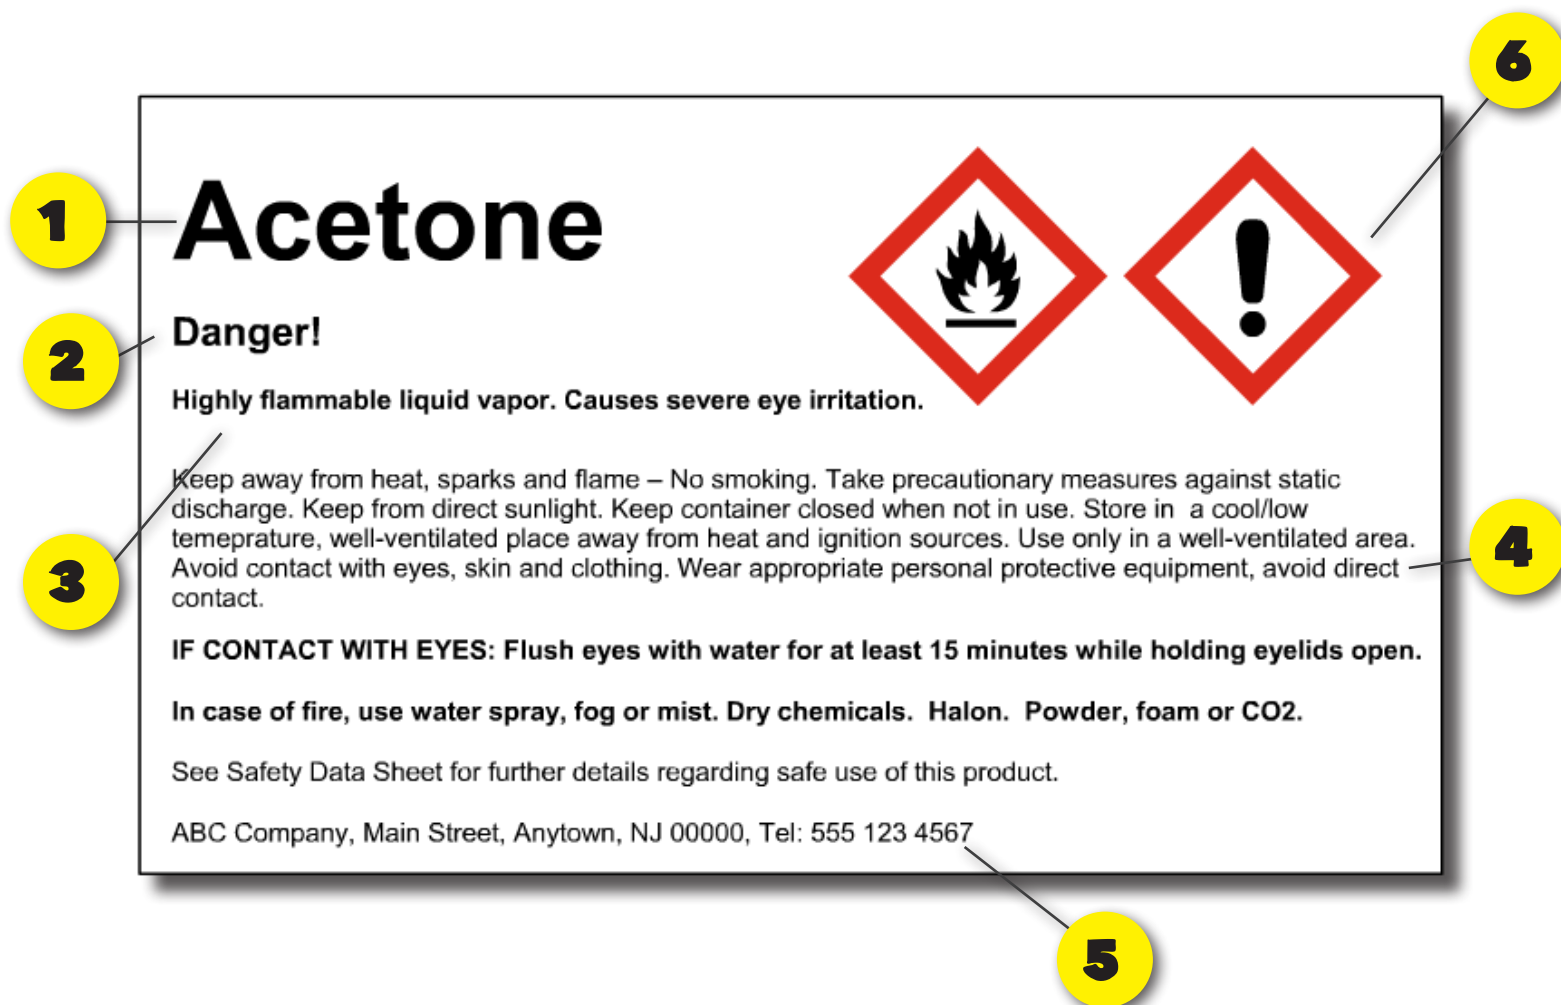 6
1
Acetone
2
Danger!
Highly flammable liquid vapor. Causes severe eye irritation.
3
Keep away from heat, sparks and flame – No smoking. Take precautionary measures against static
discharge. Keep from direct sunlight. Keep container closed when not in use. Store in  a cool/low
temeprature, well-ventilated place away from heat and ignition sources. Use only in a well-ventilated area.
Avoid contact with eyes, skin and clothing. Wear appropriate personal protective equipment, avoid direct
contact.
4
IF CONTACT WITH EYES: Flush eyes with water for at least 15 minutes while holding eyelids open.
In case of fire, use water spray, fog or mist. Dry chemicals.  Halon.  Powder, foam or CO2.
See Safety Data Sheet for further details regarding safe use of this product.
ABC Company, Main Street, Anytown, NJ 00000, Tel: 555 123 4567
5